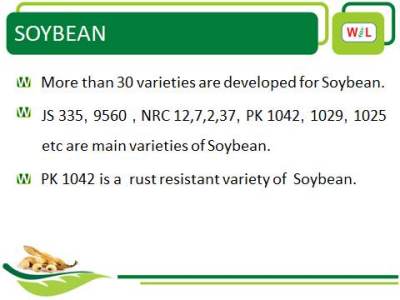 SOYBEAN
W L
More than 30 varieties are developed for Soybean.
JS 335, 9560 , NRC 12,7,2,37, PK 1042, 1029, 1025
etc are main varieties of Soybean.
PK 1042 is a rust resistant variety of Soybean.